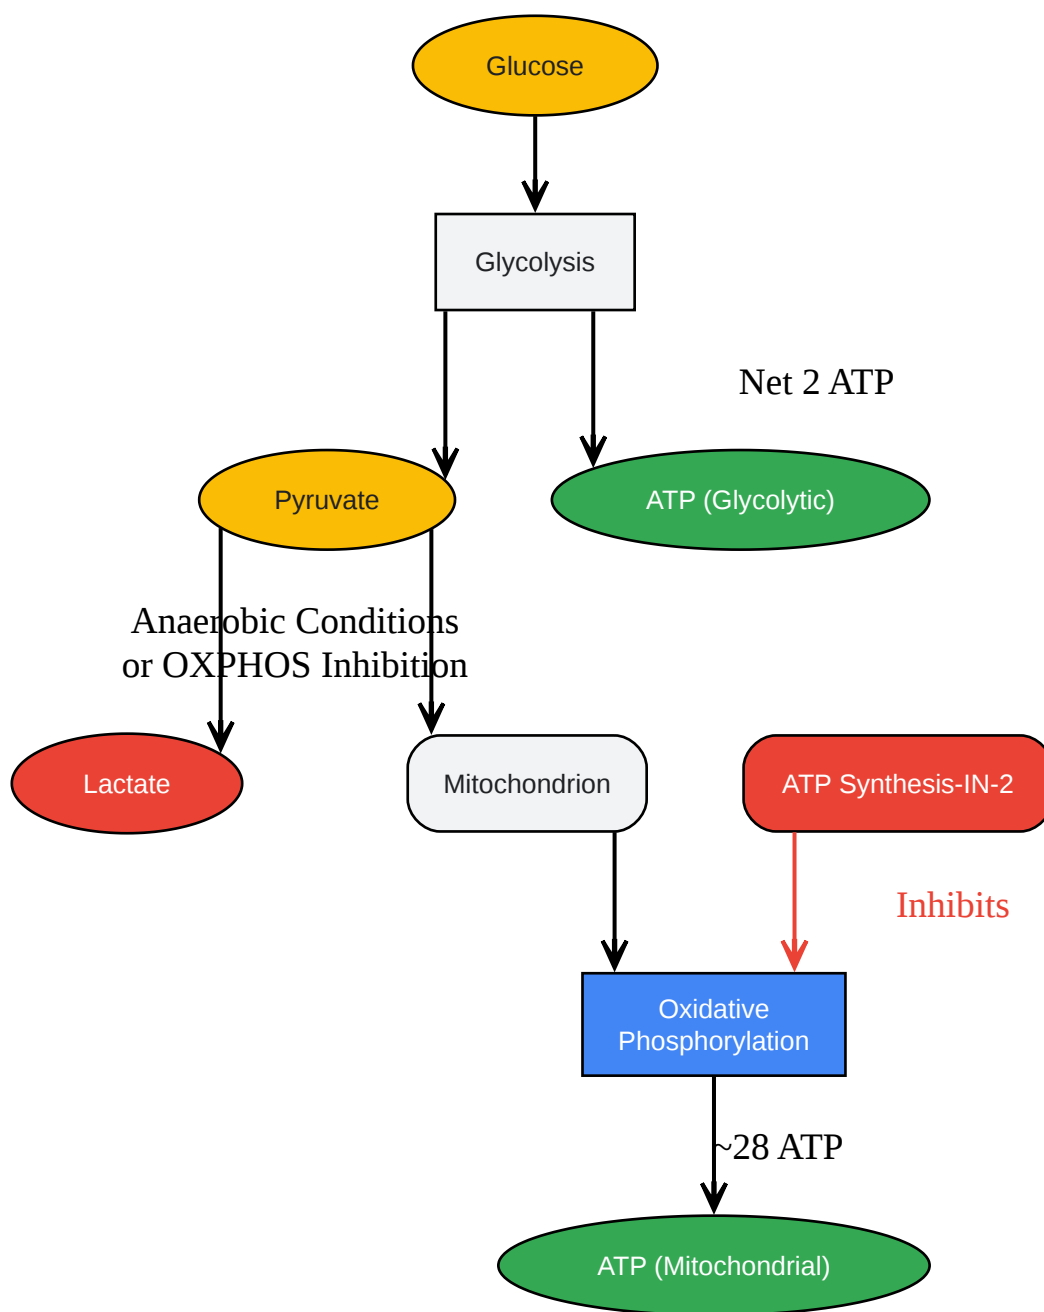 Glucose
Glycolysis
Net 2 ATP
Pyruvate
ATP (Glycolytic)
Anaerobic Conditions
or OXPHOS Inhibition
Lactate
Mitochondrion
ATP Synthesis-IN-2
Inhibits
Oxidative
Phosphorylation
~28 ATP
ATP (Mitochondrial)